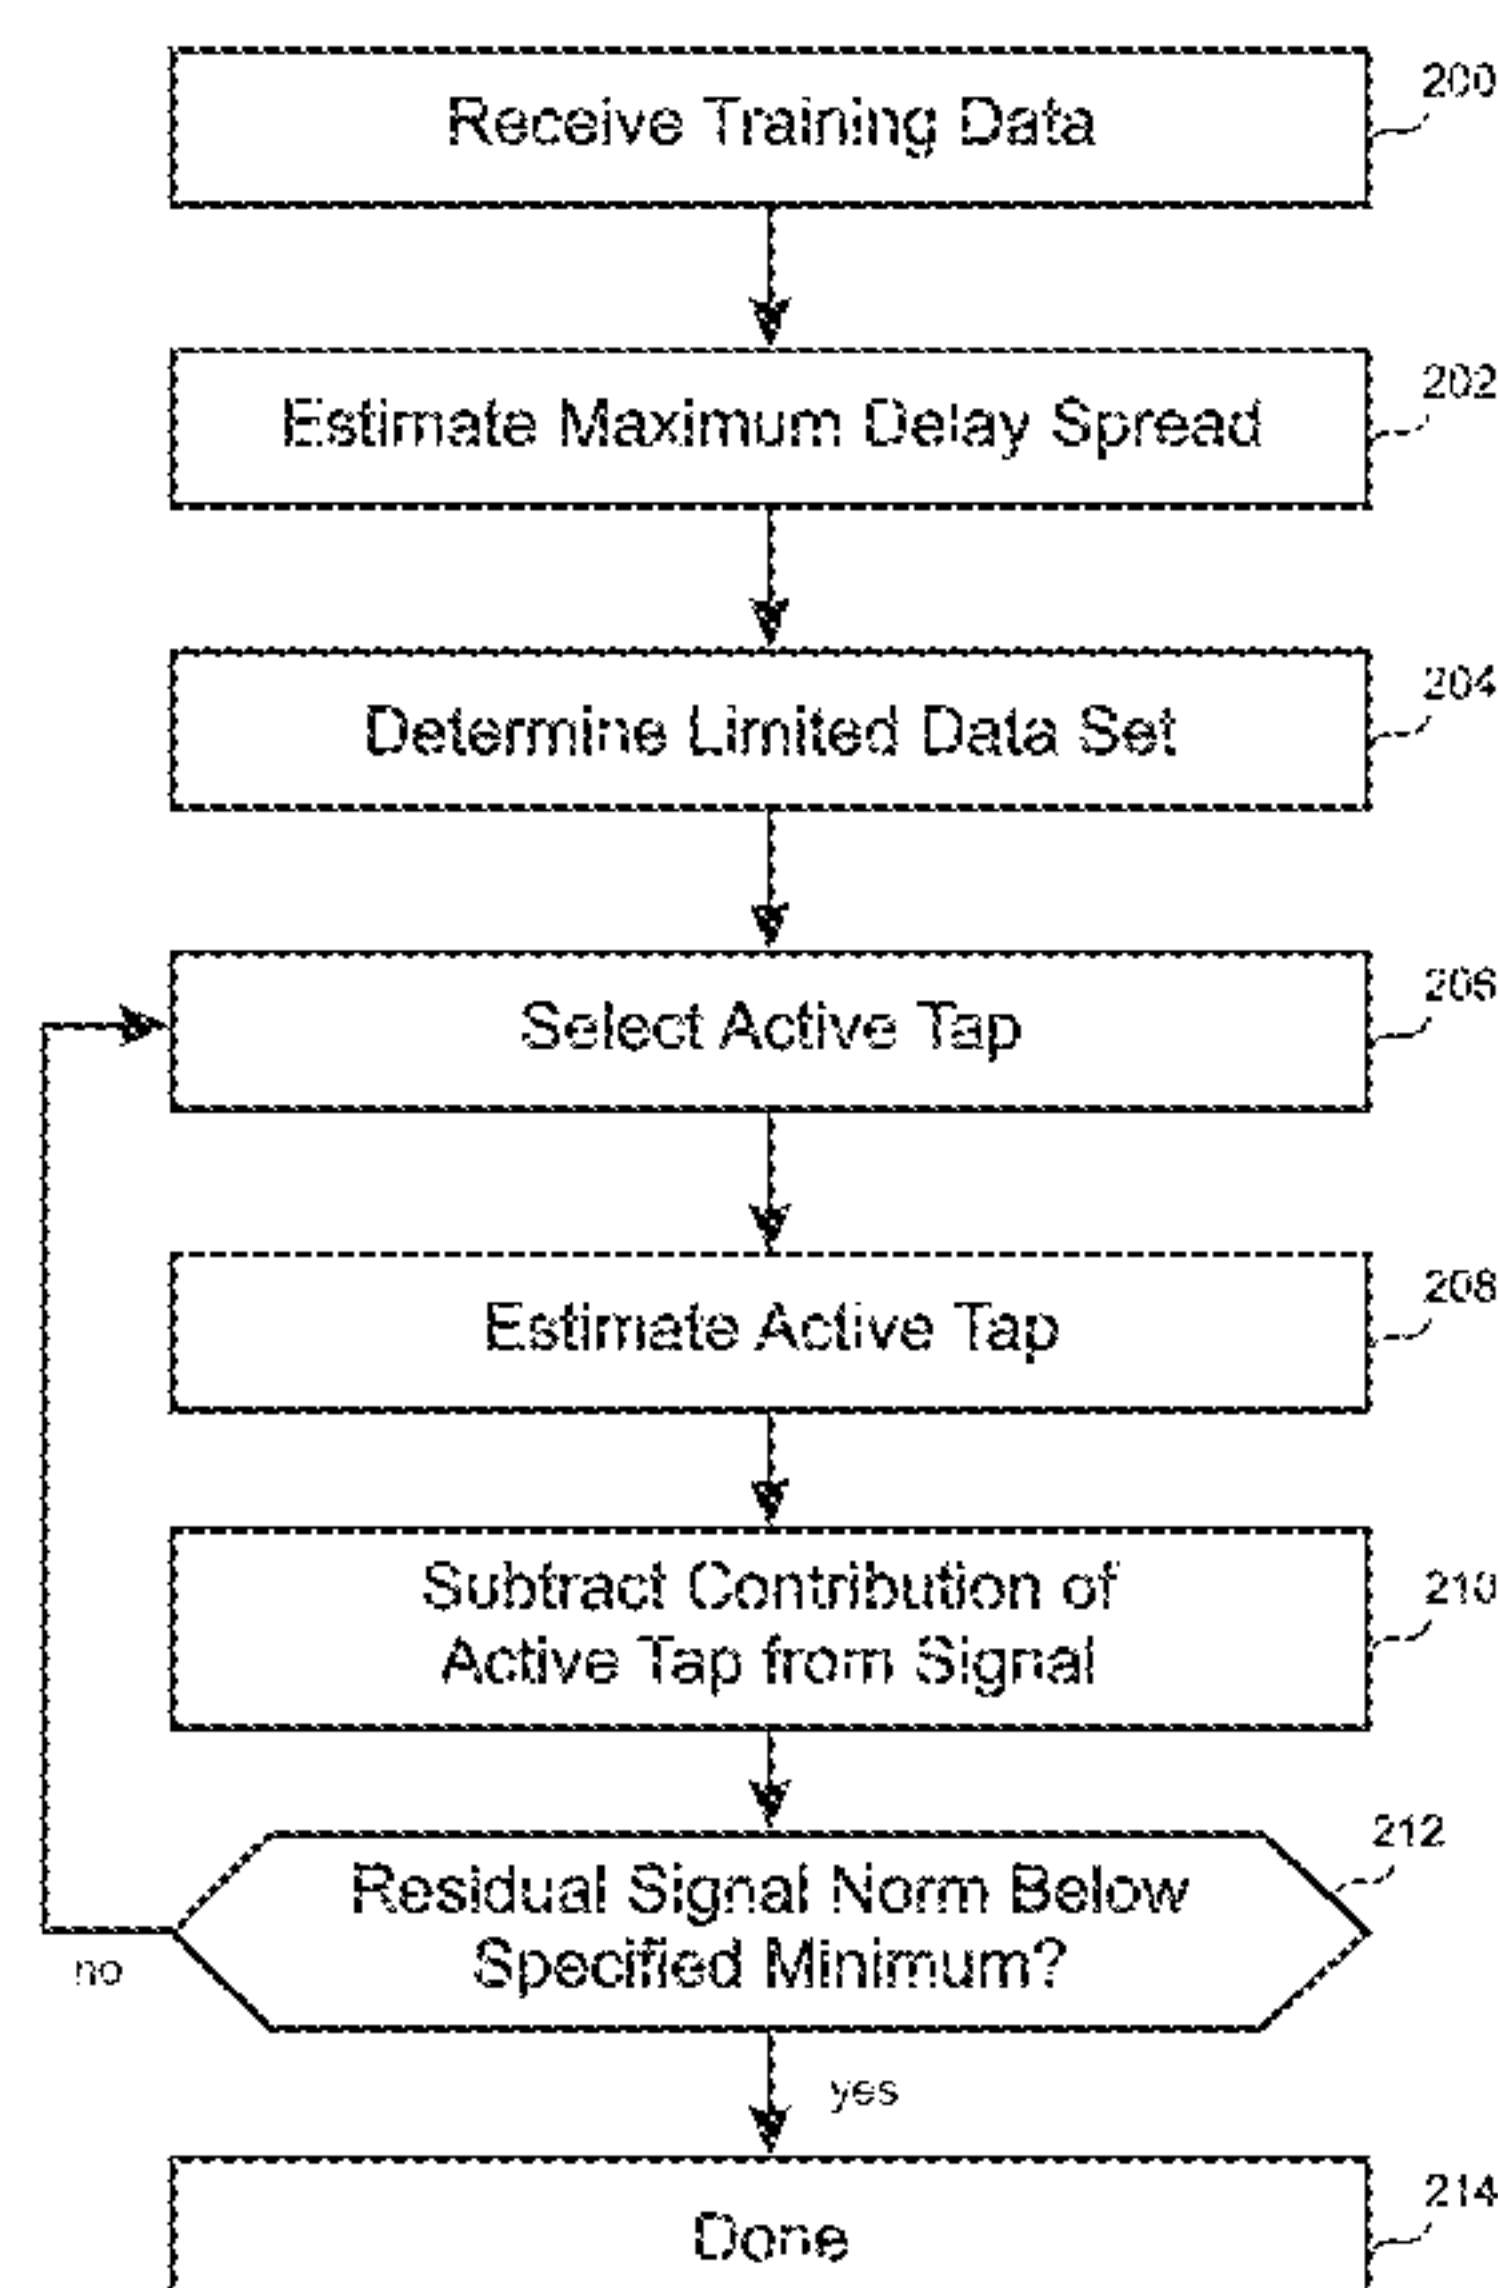 Receive Training Data
200
Estimate Maximum Delay Spread
202
Determine Limited Data Set
204
Select Active Tap
206
Estimate Active Tap
208
Subtract Contribution of
Active Tap from Signal
210
Residual Signal Norm Below
Specified Minimum?
212
no
yes
Done
214